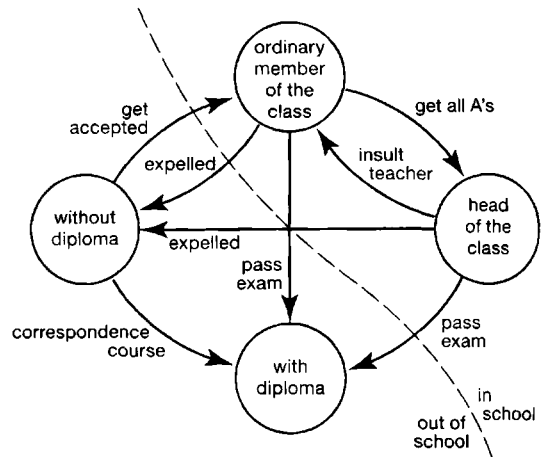 ordinary
member
of the
class
get
accepted
get all A's
expelled
insult
teacher
without
diploma
head
of the
class
expelled
pass
exam
correspondence
course
pass
exam
with
diploma
in
school
out of
school